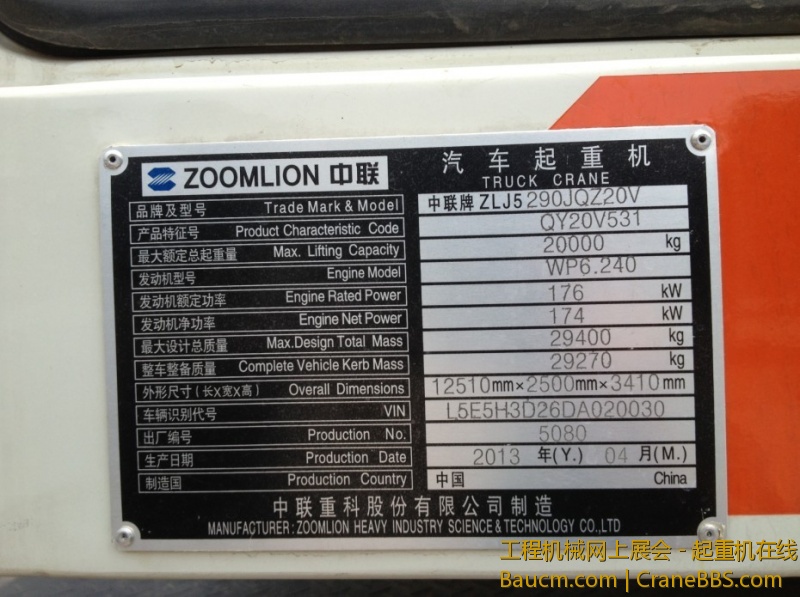 ZOOMLION 中联
汽车起重机
TRUCK CRANE
品牌及型号 Trade Mark & Model 中联牌 ZLJ5290JQZ20V
产品特征号 Product Characteristic Code QY20V531
最大额定总起重量 Max. Lifting Capacity 20000 kg
发动机型号 Engine Model WP6.240
发动机额定功率 Engine Rated Power 176 kW
发动机净功率 Engine Net Power 174 kW
最大设计总质量 Max.Design Total Mass 29400 kg
整车整备质量 Complete Vehicle Kerb Mass 29270 kg
外形尺寸(长X宽X高) Overall Dimensions 12510mm×2500mm×3410mm
车辆识别代号 VIN L5E5H3D26DA020030
出厂编号 Production No. 5080
生产日期 Production Date 2013 年(Y.) 04 月(M.)
制造国 Production Country 中国 China
中联重科股份有限公司制造
MANUFACTURER: ZOOMLION HEAVY INDUSTRY SCIENCE & TECHNOLOGY CO.,LTD
工程机械网上展会 - 起重机在线
Baucm.com | CraneBBS.com